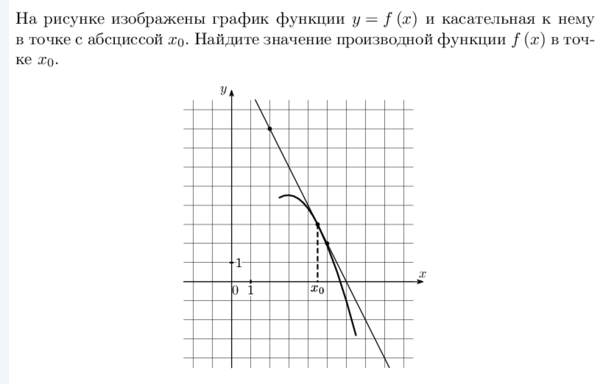 На рисунке изображены график функции y = f (x) и касательная к нему
в точке с абсциссой x₀. Найдите значение производной функции f (x) в точ-
ке x₀.
y
1
x
0 1 x₀